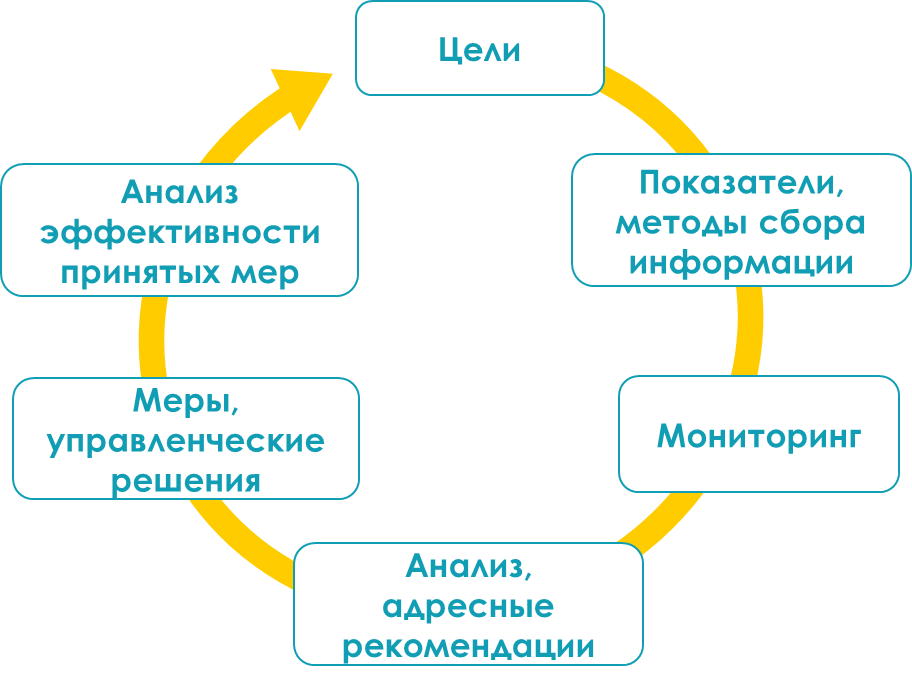 Цели
Показатели,
методы сбора
информации
Мониторинг
Анализ,
адресные
рекомендации
Меры,
управленческие
решения
Анализ
эффективности
принятых мер